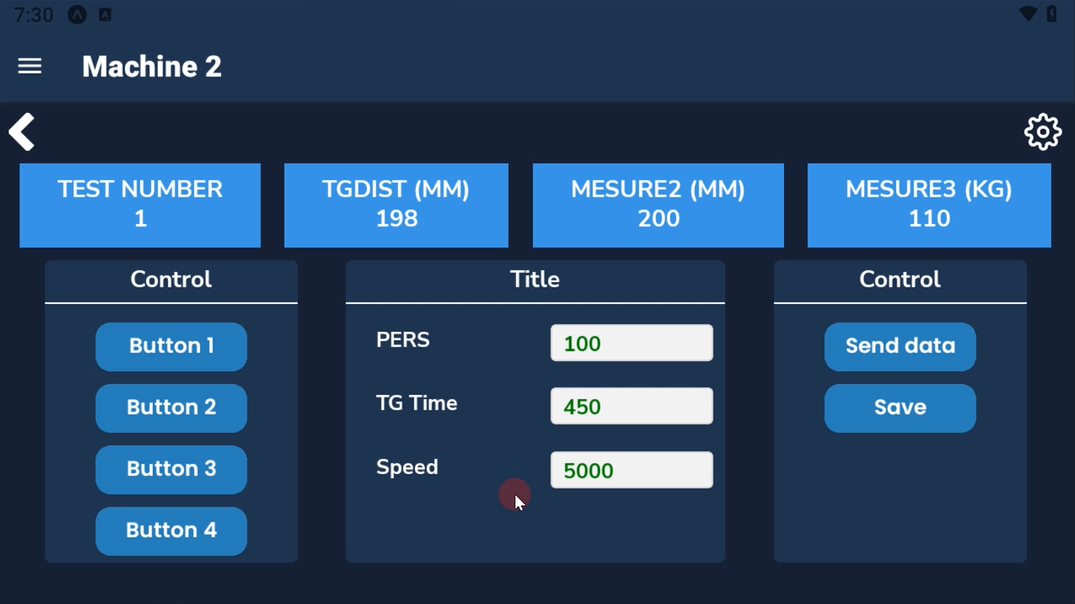 7:30
Machine 2
TEST NUMBER
1
TGDIST (MM)
198
MESURE2 (MM)
200
MESURE3 (KG)
110
Control
Button 1
Button 2
Button 3
Button 4
Title
PERS
100
TG Time
450
Speed
5000
Control
Send data
Save